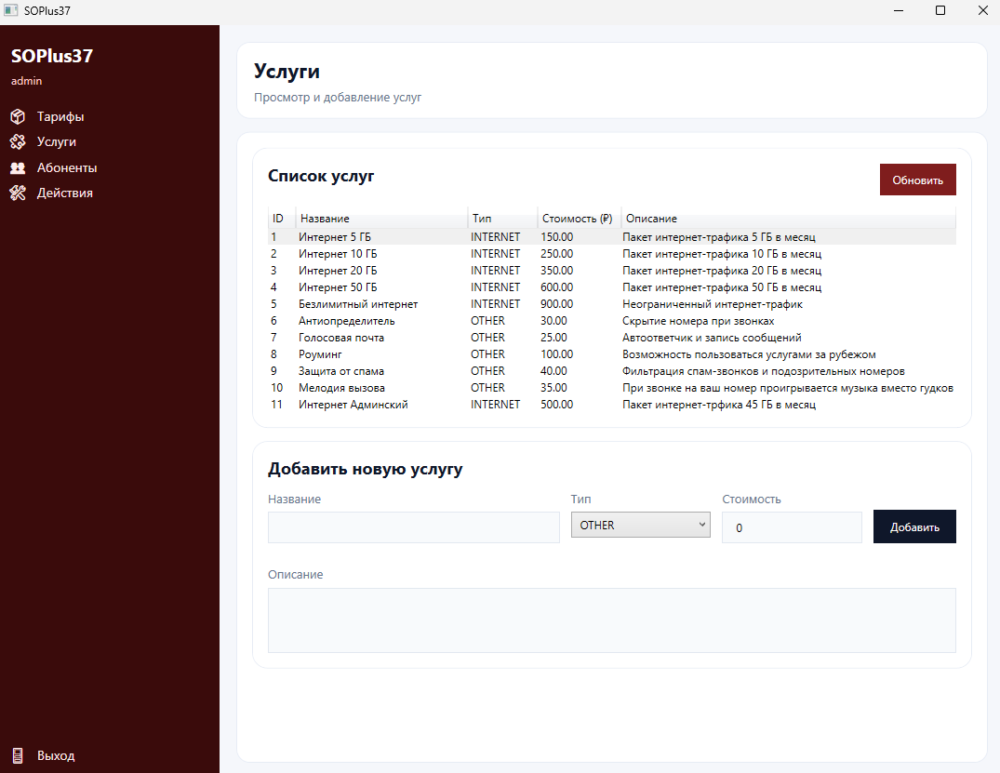 SOPlus37
SOPlus37
admin
Тарифы
Услуги
Абоненты
Действия
Выход
Услуги
Просмотр и добавление услуг
Список услуг
Обновить
ID Название Тип Стоимость (₽) Описание
1 Интернет 5 ГБ INTERNET 150.00 Пакет интернет-трафика 5 ГБ в месяц
2 Интернет 10 ГБ INTERNET 250.00 Пакет интернет-трафика 10 ГБ в месяц
3 Интернет 20 ГБ INTERNET 350.00 Пакет интернет-трафика 20 ГБ в месяц
4 Интернет 50 ГБ INTERNET 600.00 Пакет интернет-трафика 50 ГБ в месяц
5 Безлимитный интернет INTERNET 900.00 Неограниченный интернет-трафик
6 Антиопределитель OTHER 30.00 Скрытие номера при звонках
7 Голосовая почта OTHER 25.00 Автоответчик и запись сообщений
8 Роуминг OTHER 100.00 Возможность пользоваться услугами за рубежом
9 Защита от спама OTHER 40.00 Фильтрация спам-звонков и подозрительных номеров
10 Мелодия вызова OTHER 35.00 При звонке на ваш номер проигрывается музыка вместо гудков
11 Интернет Админский INTERNET 500.00 Пакет интернет-трфика 45 ГБ в месяц
Добавить новую услугу
Название Тип Стоимость
OTHER 0 Добавить
Описание